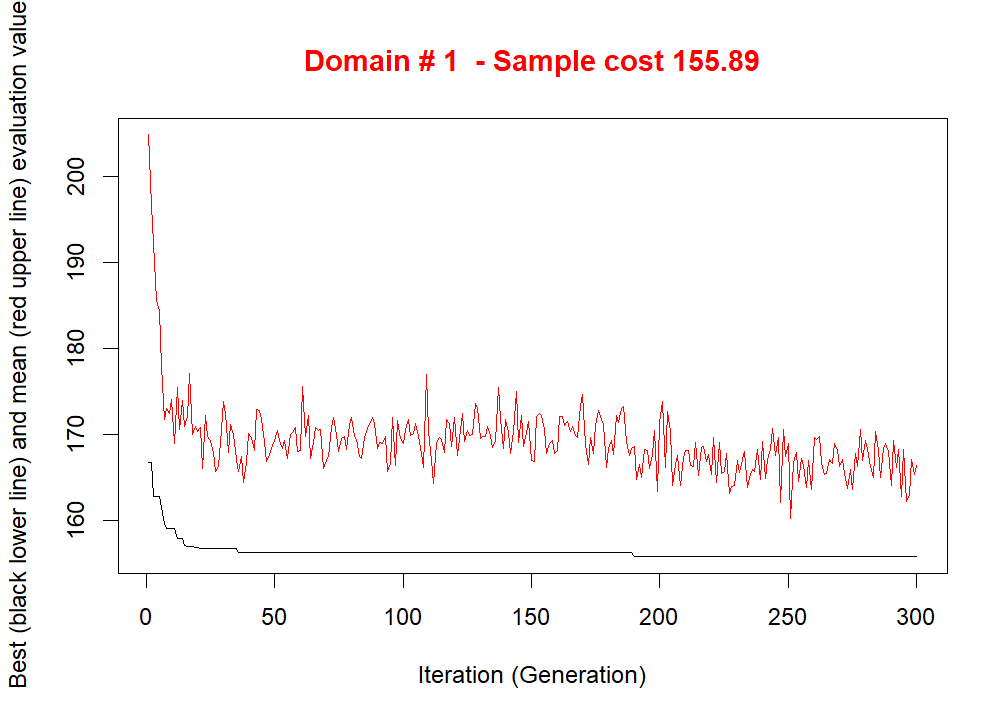 Domain # 1  - Sample cost 155.89
Best (black lower line) and mean (red upper line) evaluation value
200
190
180
170
160
0 50 100 150 200 250 300
Iteration (Generation)